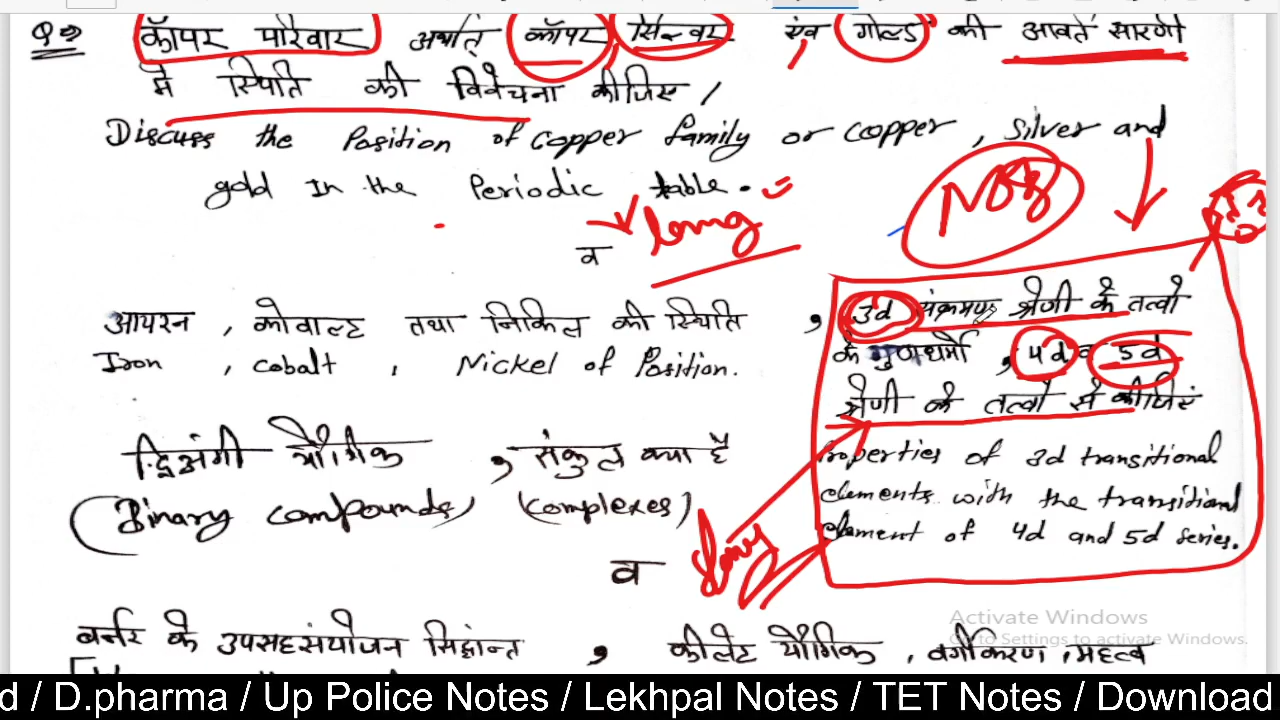 Q⇒ कॉपर परिवार अर्थात् कॉपर, सिल्वर एंव गोल्ड की आवर्त सारणी
मे स्थिति की विवेचना कीजिए /
Discuss the Position of Copper family or copper, silver and
gold In the Periodic table.
long
Note
व
आयरन , कोवाल्ट तथा निकिल की स्थिति ,
Iron , cobalt , Nickel of Position.
3d संक्रमण श्रेणी के तत्वो
के गुणधर्मो , 4d व 5d
श्रेणी के तत्वो से कीजिएं
Properties of 3d transitional
elements with the transitional
element of 4d and 5d series.
द्विअंगी यौगिक , संकुल क्या है
(Binary compounds) (complexes)
long
व
वर्नर के उपसहसंयोजन सिद्धांत , कीलेट यौगिक , वर्गीकरण , महत्व
Activate Windows
Go to Settings to activate Windows.
d / D.pharma / Up Police Notes / Lekhpal Notes / TET Notes / Download